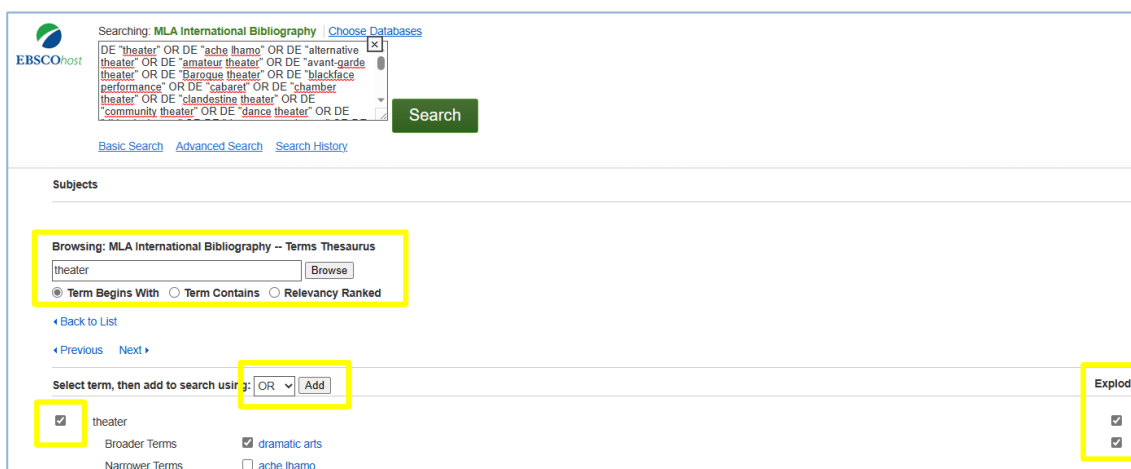 Searching: MLA International Bibliography | Choose Databases
EBSCOhost
DE "theater" OR DE "ache lhamo" OR DE "alternative
theater" OR DE "amateur theater" OR DE "avant-garde
theater" OR DE "Baroque theater" OR DE "blackface
performance" OR DE "cabaret" OR DE "chamber
theater" OR DE "clandestine theater" OR DE
"community theater" OR DE "dance theater" OR DE
Search
Basic Search Advanced Search Search History
Subjects
Browsing: MLA International Bibliography -- Terms Thesaurus
theater Browse
Term Begins With Term Contains Relevancy Ranked
Back to List
Previous Next
Select term, then add to search using: OR Add Explod
theater
Broader Terms dramatic arts
Narrower Terms ache lhamo